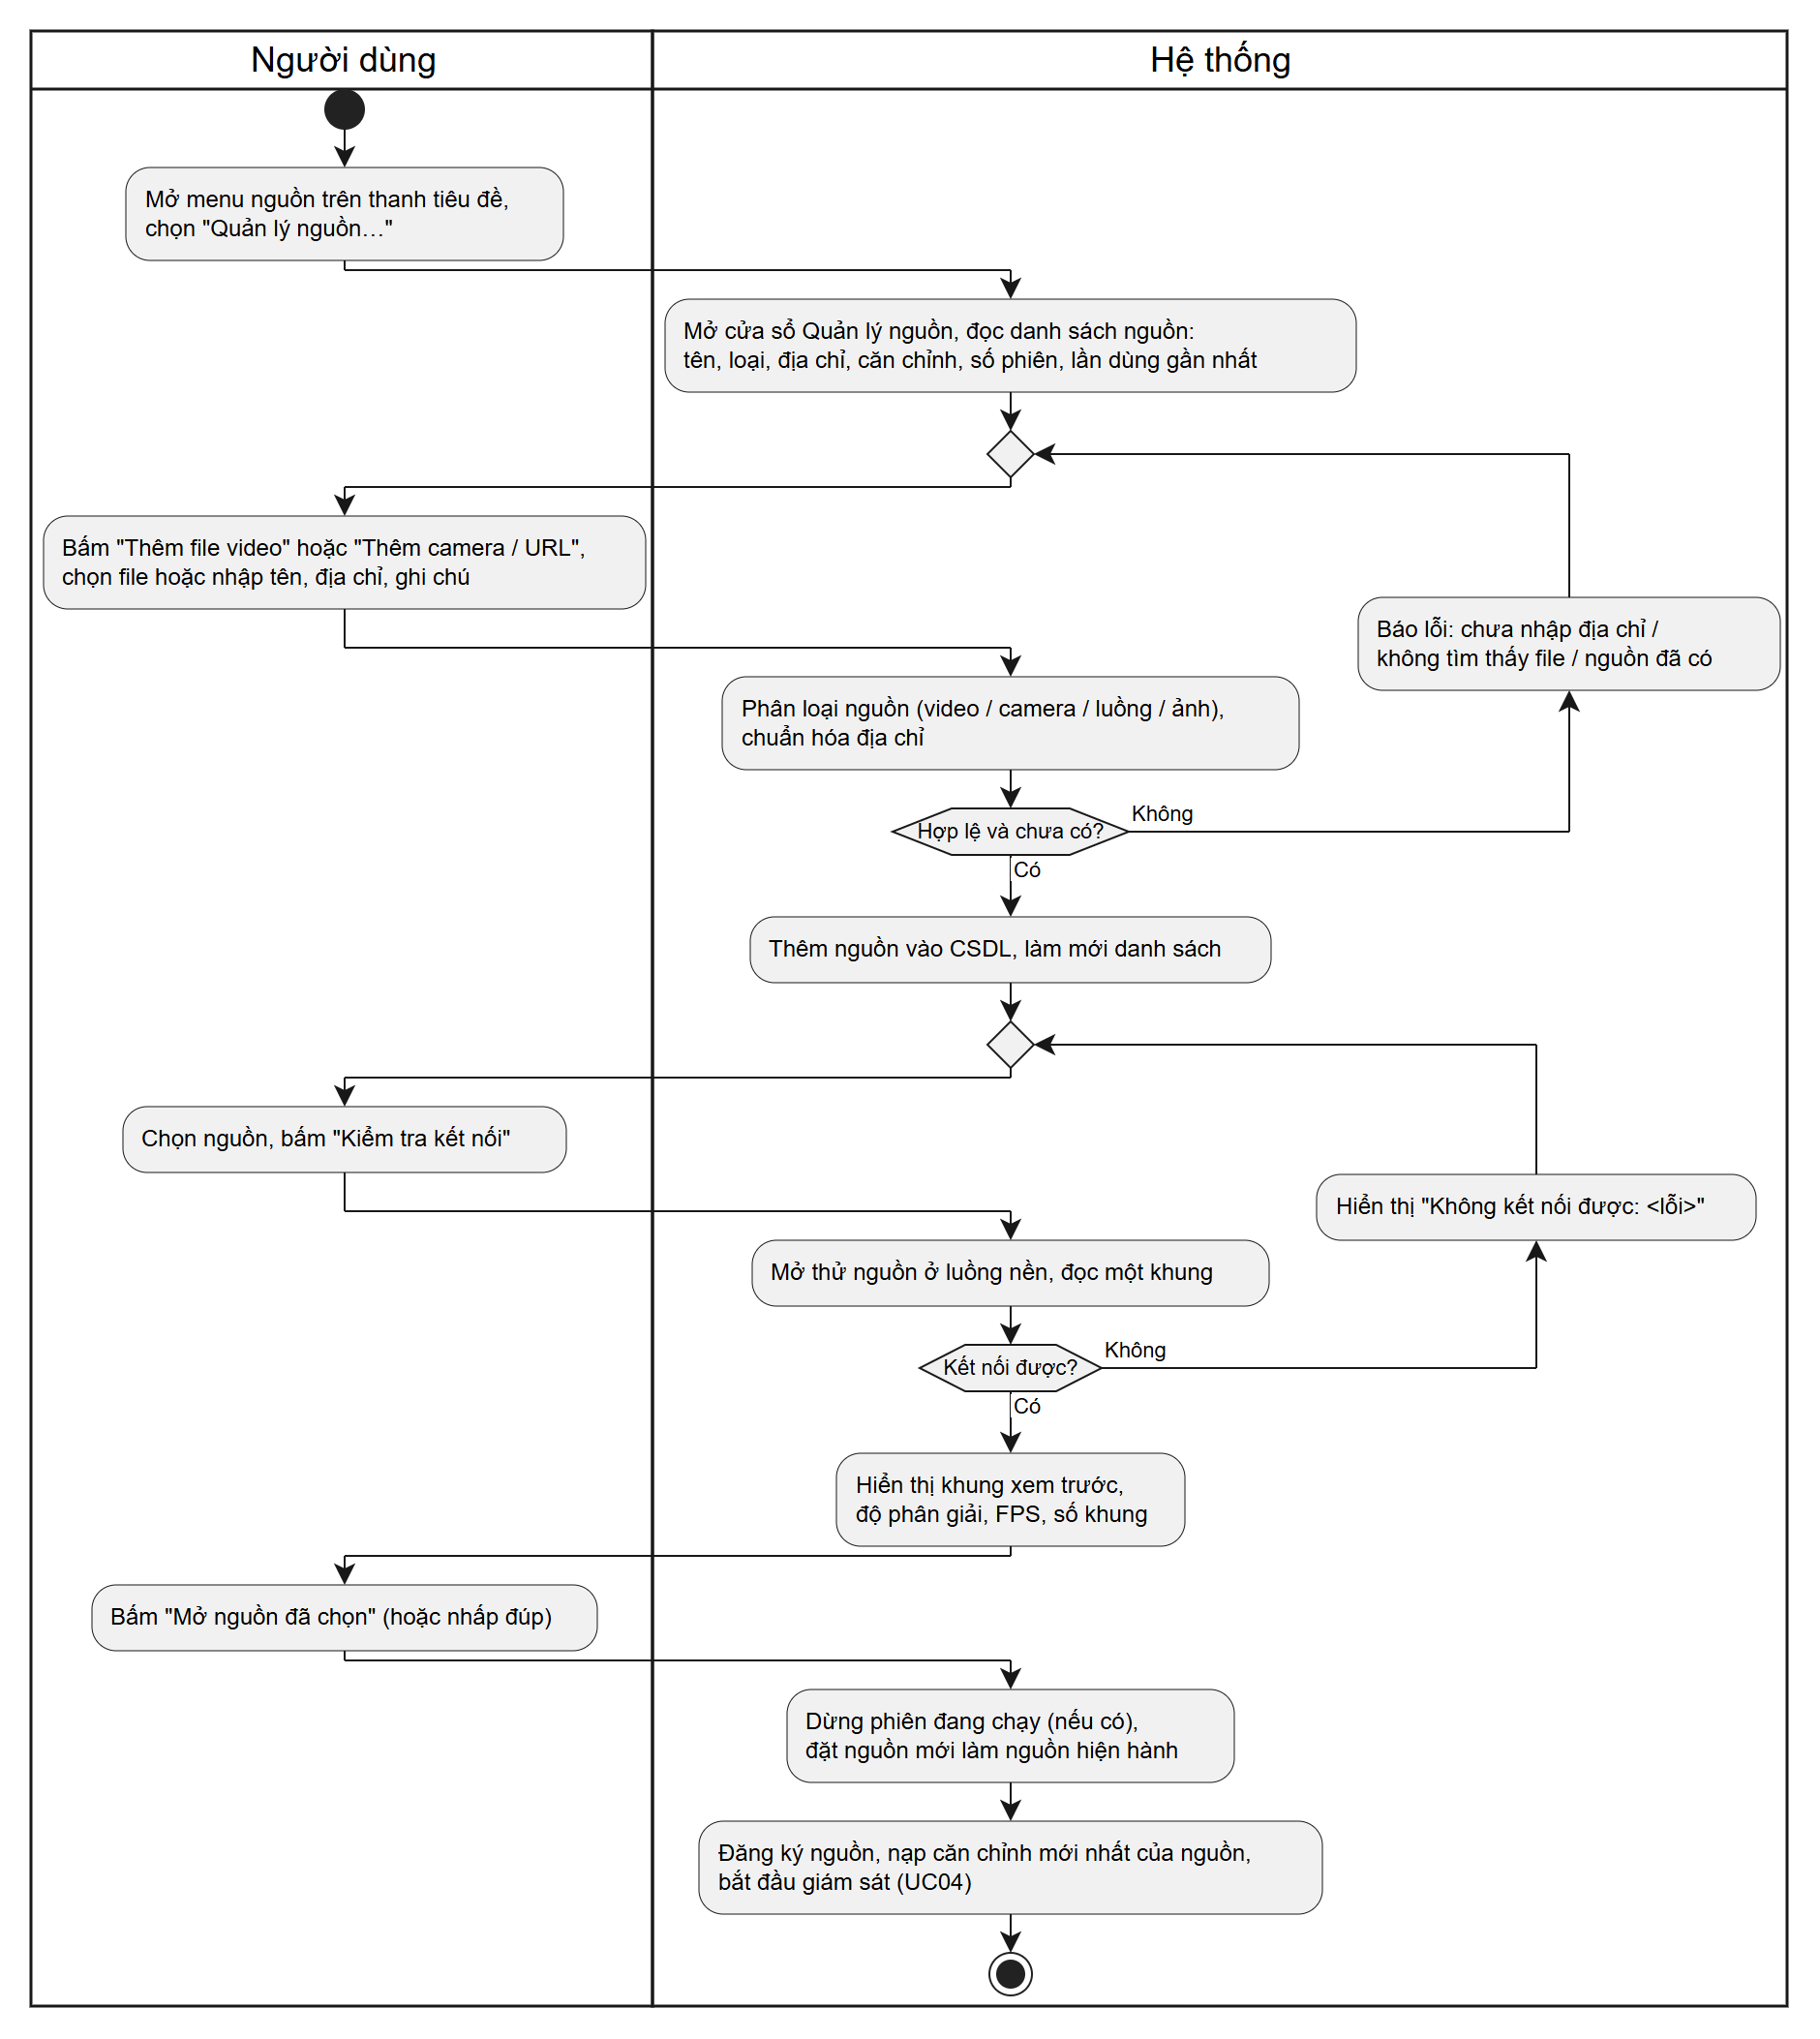 Người dùng
Hệ thống
Mở menu nguồn trên thanh tiêu đề,
chọn "Quản lý nguồn…"
Mở cửa sổ Quản lý nguồn, đọc danh sách nguồn:
tên, loại, địa chỉ, căn chỉnh, số phiên, lần dùng gần nhất
Bấm "Thêm file video" hoặc "Thêm camera / URL",
chọn file hoặc nhập tên, địa chỉ, ghi chú
Báo lỗi: chưa nhập địa chỉ /
không tìm thấy file / nguồn đã có
Phân loại nguồn (video / camera / luồng / ảnh),
chuẩn hóa địa chỉ
Hợp lệ và chưa có?
Không
Có
Thêm nguồn vào CSDL, làm mới danh sách
Chọn nguồn, bấm "Kiểm tra kết nối"
Hiển thị "Không kết nối được: <lỗi>"
Mở thử nguồn ở luồng nền, đọc một khung
Kết nối được?
Không
Có
Hiển thị khung xem trước,
độ phân giải, FPS, số khung
Bấm "Mở nguồn đã chọn" (hoặc nhấp đúp)
Dừng phiên đang chạy (nếu có),
đặt nguồn mới làm nguồn hiện hành
Đăng ký nguồn, nạp căn chỉnh mới nhất của nguồn,
bắt đầu giám sát (UC04)